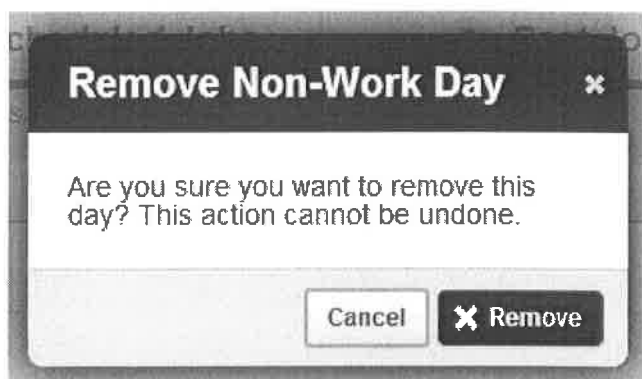 Remove Non-Work Day
Are you sure you want to remove this
day? This action cannot be undone.
Cancel
Remove